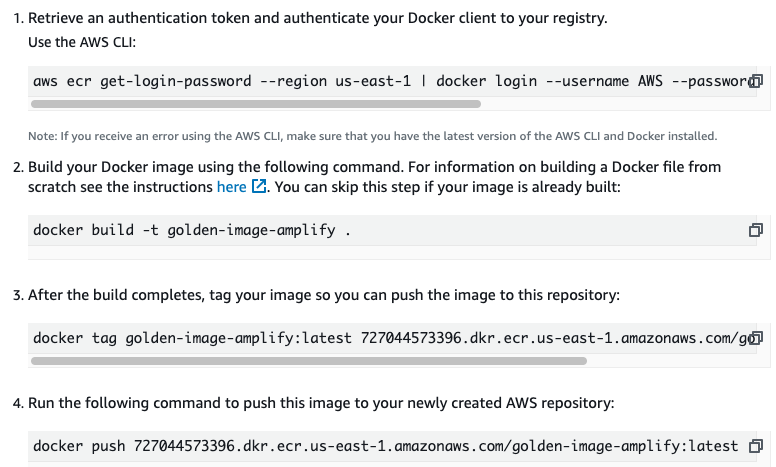 1. Retrieve an authentication token and authenticate your Docker client to your registry.
Use the AWS CLI:
aws ecr get-login-password --region us-east-1 | docker login --username AWS --password
Note: If you receive an error using the AWS CLI, make sure that you have the latest version of the AWS CLI and Docker installed.
2. Build your Docker image using the following command. For information on building a Docker file from
scratch see the instructions here. You can skip this step if your image is already built:
docker build -t golden-image-amplify .
3. After the build completes, tag your image so you can push the image to this repository:
docker tag golden-image-amplify:latest 727044573396.dkr.ecr.us-east-1.amazonaws.com/go
4. Run the following command to push this image to your newly created AWS repository:
docker push 727044573396.dkr.ecr.us-east-1.amazonaws.com/golden-image-amplify:latest